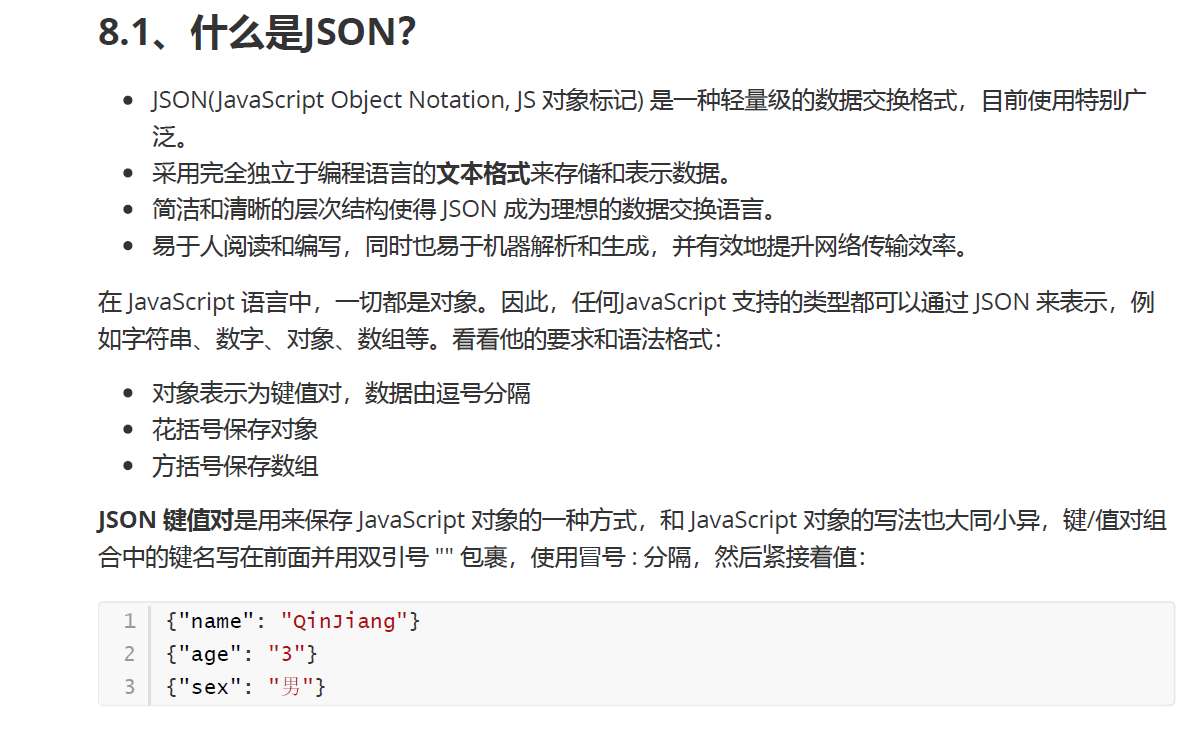 8.1、什么是JSON？
JSON(JavaScript Object Notation, JS 对象标记) 是一种轻量级的数据交换格式，目前使用特别广
泛。
采用完全独立于编程语言的文本格式来存储和表示数据。
简洁和清晰的层次结构使得 JSON 成为理想的数据交换语言。
易于人阅读和编写，同时也易于机器解析和生成，并有效地提升网络传输效率。
在 JavaScript 语言中，一切都是对象。因此，任何JavaScript 支持的类型都可以通过 JSON 来表示，例
如字符串、数字、对象、数组等。看看他的要求和语法格式：
对象表示为键值对，数据由逗号分隔
花括号保存对象
方括号保存数组
JSON 键值对是用来保存 JavaScript 对象的一种方式，和 JavaScript 对象的写法也大同小异，键/值对组
合中的键名写在前面并用双引号 "" 包裹，使用冒号 : 分隔，然后紧接着值：
1 {"name": "QinJiang"}
2 {"age": "3"}
3 {"sex": "男"}